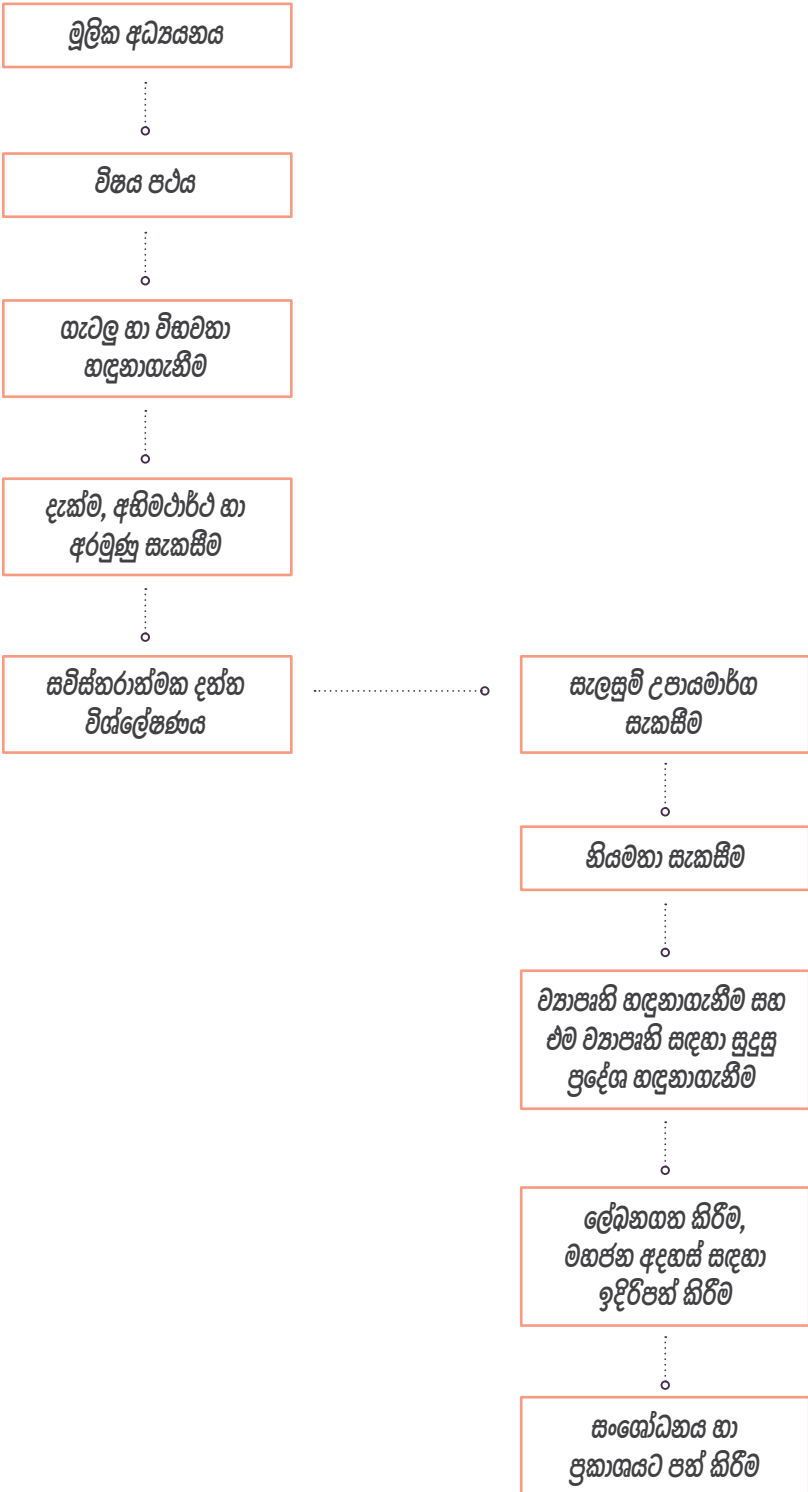 මූලික අධ්‍යයනය
විෂය පථය
ගැටලු හා විභවතා
හඳුනාගැනීම
දැක්ම, අභිමථාර්ථ හා
අරමුණු සැකසීම
සවිස්තරාත්මක දත්ත
විශ්ලේෂණය
සැලසුම් උපායමාර්ග
සැකසීම
නියමතා සැකසීම
ව්‍යාපෘති හඳුනාගැනීම සහ
එම ව්‍යාපෘති සඳහා සුදුසු
ප්‍රදේශ හඳුනාගැනීම
ලේඛනගත කිරීම,
මහජන අදහස් සඳහා
ඉදිරිපත් කිරීම
සංශෝධනය හා
ප්‍රකාශයට පත් කිරීම